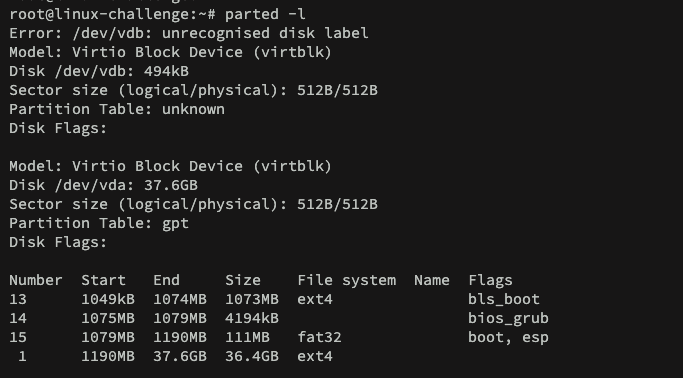 root@linux-challenge:~# parted -l
Error: /dev/vdb: unrecognised disk label
Model: Virtio Block Device (virtblk)
Disk /dev/vdb: 494kB
Sector size (logical/physical): 512B/512B
Partition Table: unknown
Disk Flags:

Model: Virtio Block Device (virtblk)
Disk /dev/vda: 37.6GB
Sector size (logical/physical): 512B/512B
Partition Table: gpt
Disk Flags:

Number  Start   End     Size    File system  Name  Flags
13      1049kB  1074MB  1073MB  ext4               bls_boot
14      1075MB  1079MB  4194kB                     bios_grub
15      1079MB  1190MB  111MB   fat32              boot, esp
 1      1190MB  37.6GB  36.4GB  ext4